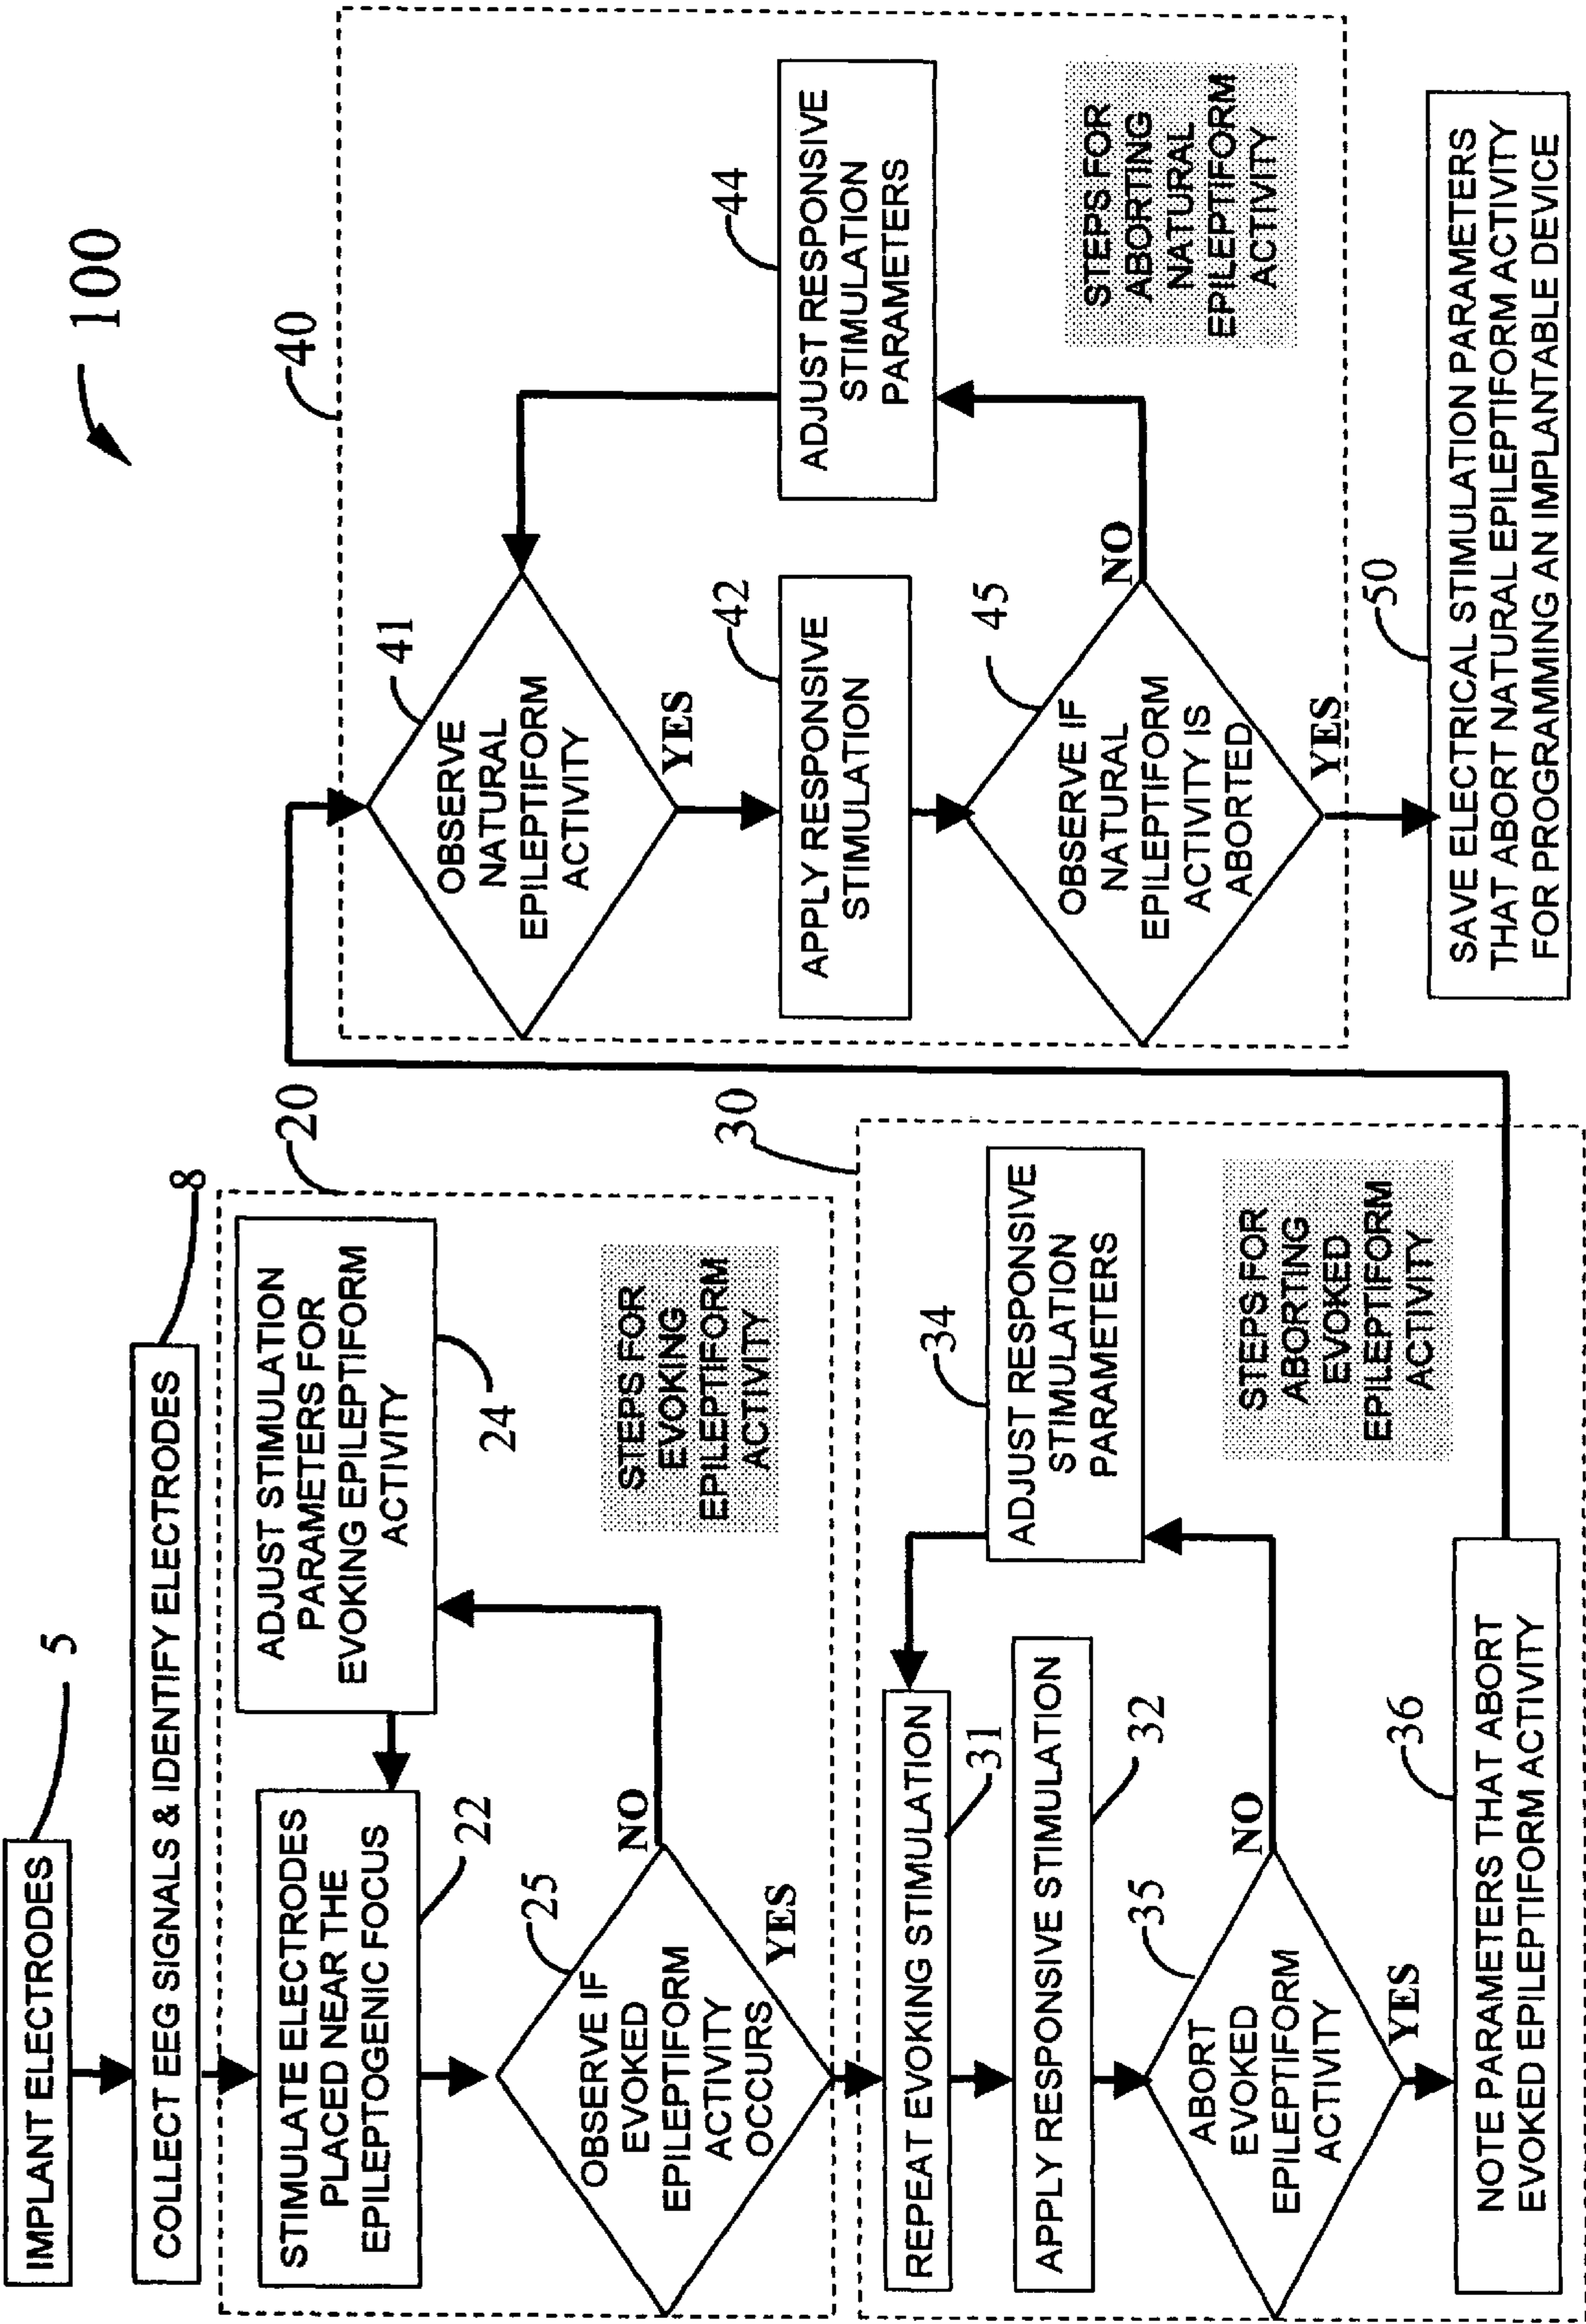 100
IMPLANT ELECTRODES
5
COLLECT EEG SIGNALS & IDENTIFY ELECTRODES
8
20
STIMULATE ELECTRODES
PLACED NEAR THE
EPILEPTOGENIC FOCUS
22
ADJUST STIMULATION
PARAMETERS FOR
EVOKING EPILEPTIFORM
ACTIVITY
24
OBSERVE IF
EVOKED
EPILEPTIFORM
ACTIVITY
OCCURS
25
NO
YES
STEPS FOR
EVOKING
EPILEPTIFORM
ACTIVITY
30
REPEAT EVOKING STIMULATION
31
APPLY RESPONSIVE STIMULATION
32
ADJUST RESPONSIVE
STIMULATION
PARAMETERS
34
ABORT
EVOKED
EPILEPTIFORM
ACTIVITY
35
NO
YES
STEPS FOR
ABORTING
EVOKED
EPILEPTIFORM
ACTIVITY
NOTE PARAMETERS THAT ABORT
EVOKED EPILEPTIFORM ACTIVITY
36
40
OBSERVE
NATURAL
EPILEPTIFORM
ACTIVITY
41
YES
APPLY RESPONSIVE
STIMULATION
42
ADJUST RESPONSIVE
STIMULATION
PARAMETERS
44
OBSERVE IF
NATURAL
EPILEPTIFORM
ACTIVITY IS
ABORTED
45
NO
YES
STEPS FOR
ABORTING
NATURAL
EPILEPTIFORM
ACTIVITY
50
SAVE ELECTRICAL STIMULATION PARAMETERS
THAT ABORT NATURAL EPILEPTIFORM ACTIVITY
FOR PROGRAMMING AN IMPLANTABLE DEVICE